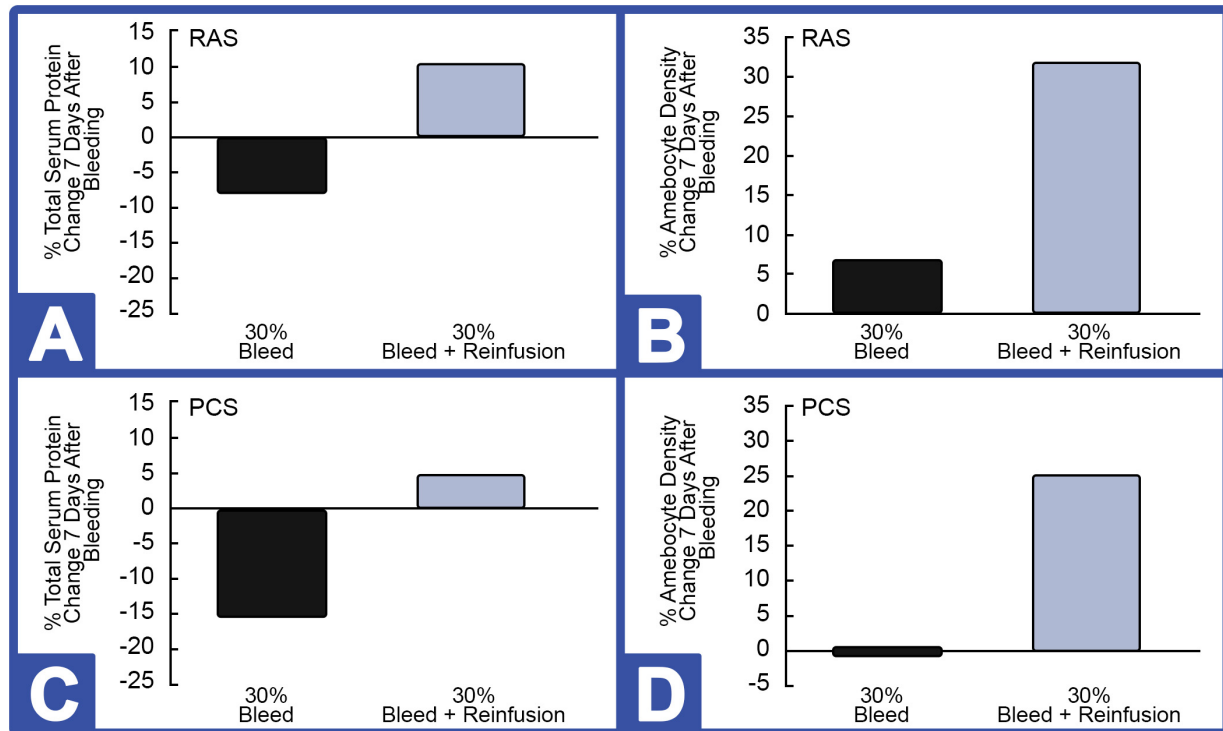 RAS
% Total Serum Protein
Change 7 Days After
Bleeding
15
10
5
0
-5
-10
-15
-20
-25
30%
Bleed
30%
Bleed + Reinfusion
A
RAS
% Amebocyte Density
Change 7 Days After
Bleeding
35
30
25
20
15
10
5
0
30%
Bleed
30%
Bleed + Reinfusion
B
PCS
% Total Serum Protein
Change 7 Days After
Bleeding
15
10
5
0
-5
-10
-15
-20
-25
30%
Bleed
30%
Bleed + Reinfusion
C
PCS
% Amebocyte Density
Change 7 Days After
Bleeding
35
30
25
20
15
10
5
0
-5
30%
Bleed
30%
Bleed + Reinfusion
D